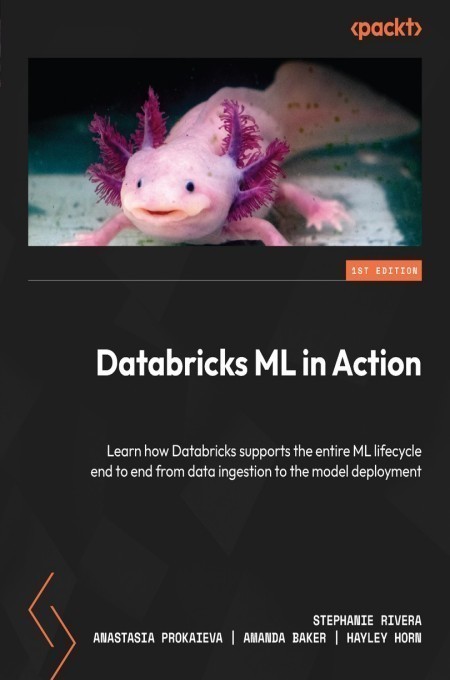 <packt>
1ST EDITION
Databricks ML in Action
Learn how Databricks supports the entire ML lifecycle
end to end from data ingestion to the model deployment
STEPHANIE RIVERA
ANASTASIA PROKAIEVA | AMANDA BAKER | HAYLEY HORN